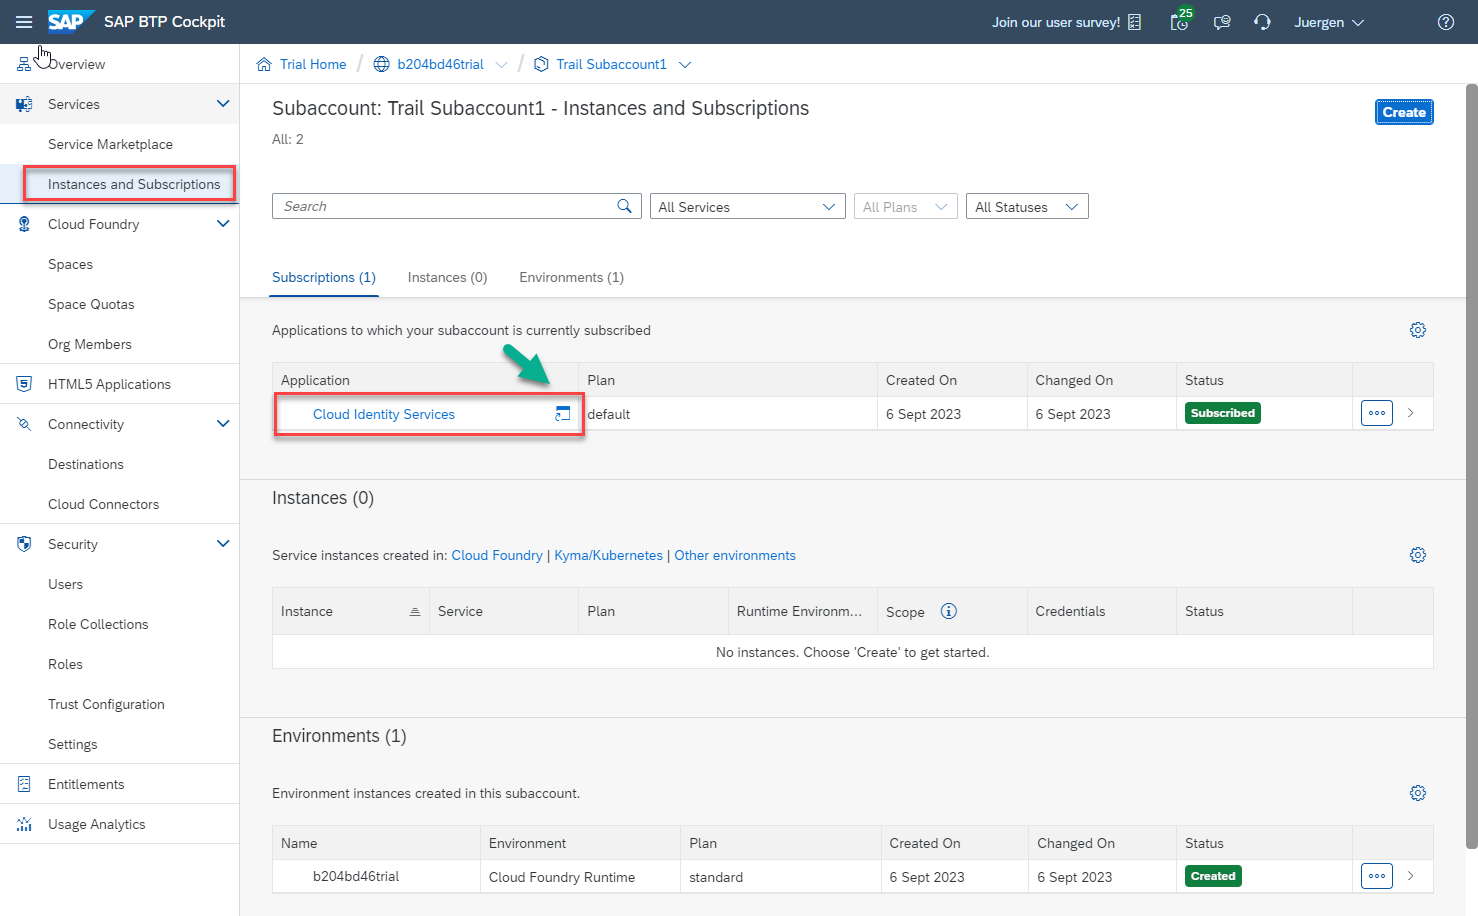 SAP SAP BTP Cockpit
Join our user survey!
25
Juergen
Overview
Services
Service Marketplace
Instances and Subscriptions
Cloud Foundry
Spaces
Space Quotas
Org Members
HTML5 Applications
Connectivity
Destinations
Cloud Connectors
Security
Users
Role Collections
Roles
Trust Configuration
Settings
Entitlements
Usage Analytics
Trial Home / b204bd46trial / Trail Subaccount1
Subaccount: Trail Subaccount1 - Instances and Subscriptions
Create
All: 2
Search
All Services
All Plans
All Statuses
Subscriptions (1) Instances (0) Environments (1)
Applications to which your subaccount is currently subscribed
Application Plan Created On Changed On Status
Cloud Identity Services default 6 Sept 2023 6 Sept 2023 Subscribed
Instances (0)
Service instances created in: Cloud Foundry | Kyma/Kubernetes | Other environments
Instance Service Plan Runtime Environm... Scope Credentials Status
No instances. Choose 'Create' to get started.
Environments (1)
Environment instances created in this subaccount.
Name Environment Plan Created On Changed On Status
b204bd46trial Cloud Foundry Runtime standard 6 Sept 2023 6 Sept 2023 Created